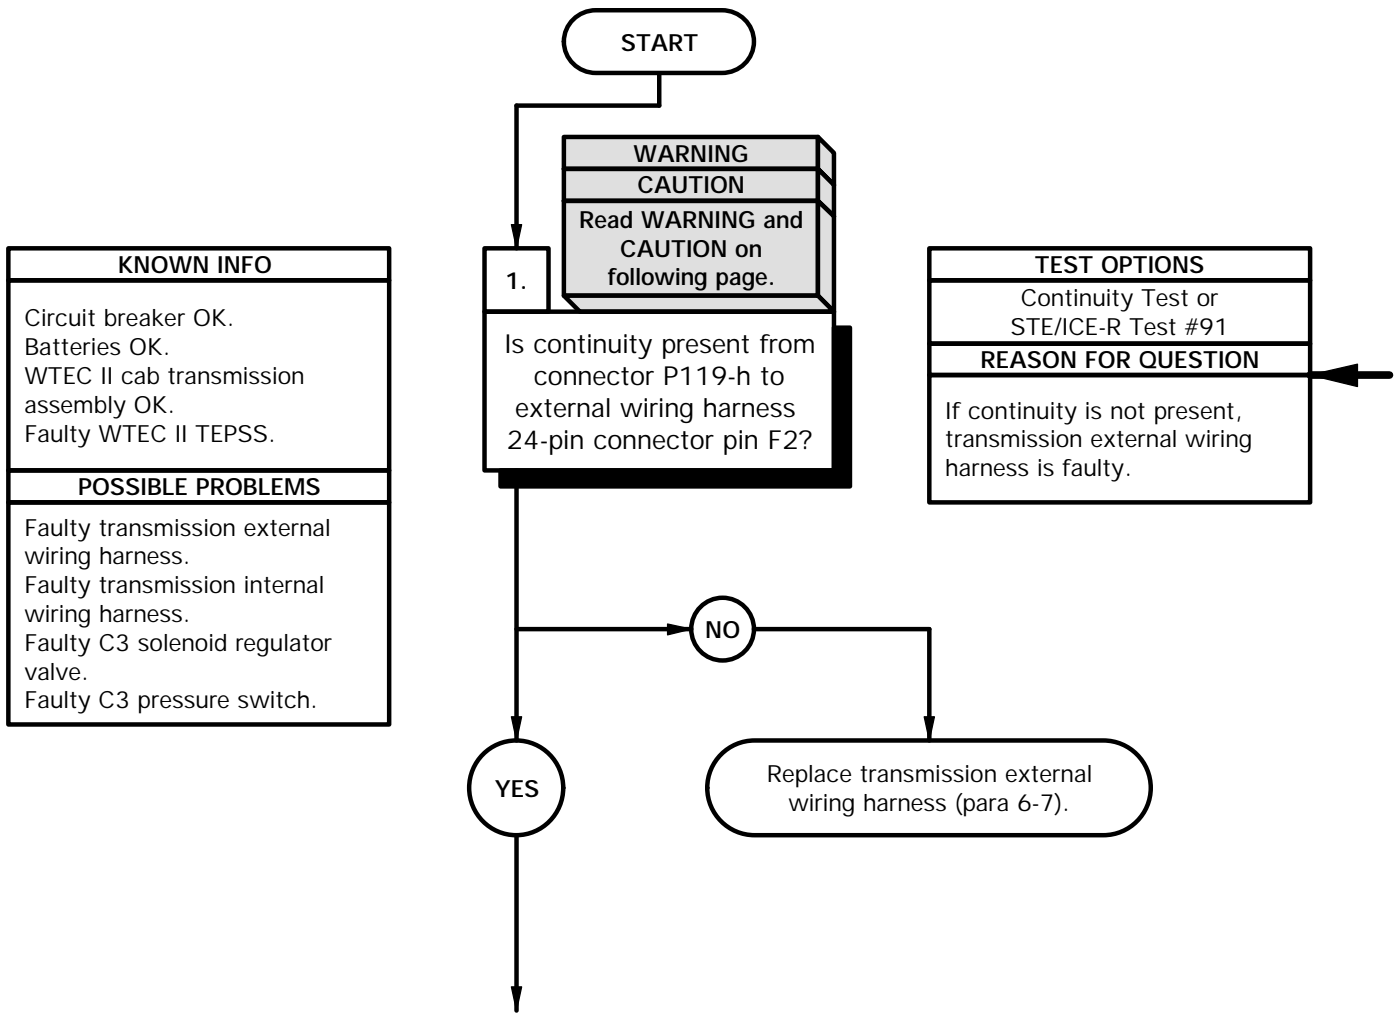 START
WARNING
CAUTION
Read WARNING and
CAUTION on
following page.
KNOWN INFO
Circuit breaker OK.
Batteries OK.
WTEC II cab transmission
assembly OK.
Faulty WTEC II TEPSS.
POSSIBLE PROBLEMS
Faulty transmission external
wiring harness.
Faulty transmission internal
wiring harness.
Faulty C3 solenoid regulator
valve.
Faulty C3 pressure switch.
1.
Is continuity present from
connector P119-h to
external wiring harness
24-pin connector pin F2?
TEST OPTIONS
Continuity Test or
STE/ICE-R Test #91
REASON FOR QUESTION
If continuity is not present,
transmission external wiring
harness is faulty.
NO
YES
Replace transmission external
wiring harness (para 6-7).